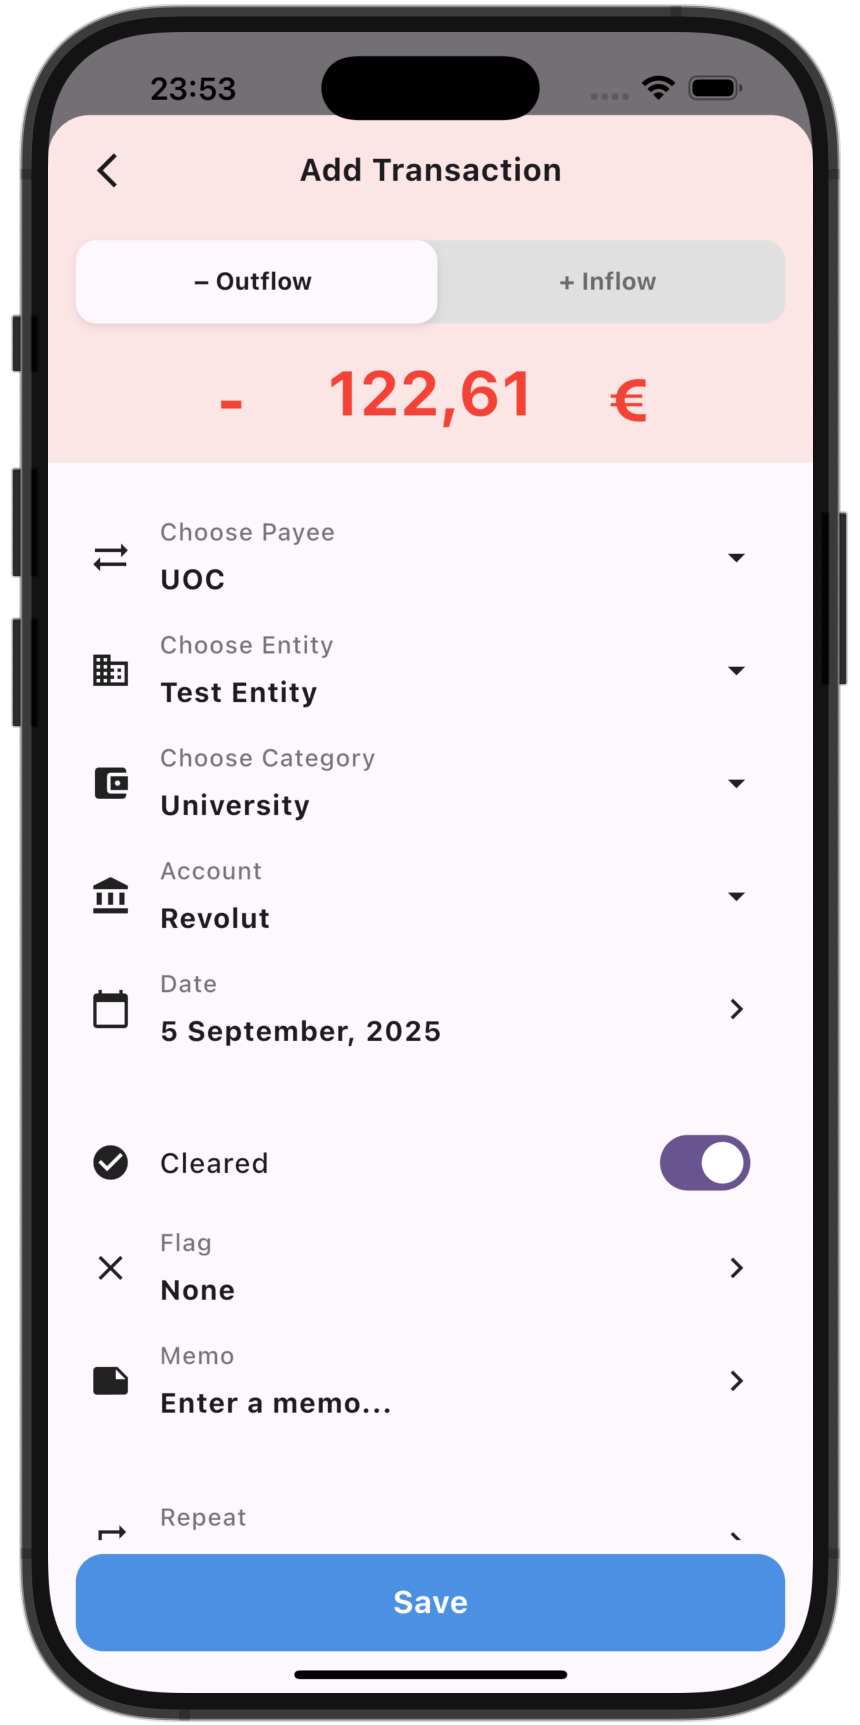 23:53
Add Transaction
– Outflow
+ Inflow
- 122,61 €
Choose Payee
UOC
Choose Entity
Test Entity
Choose Category
University
Account
Revolut
Date
5 September, 2025
Cleared
Flag
None
Memo
Enter a memo...
Repeat
Save